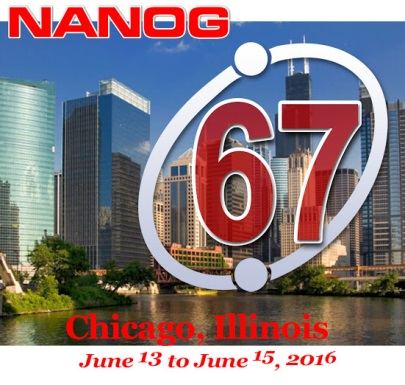 NANOG
67
Chicago, Illinois
June 13 to June 15, 2016